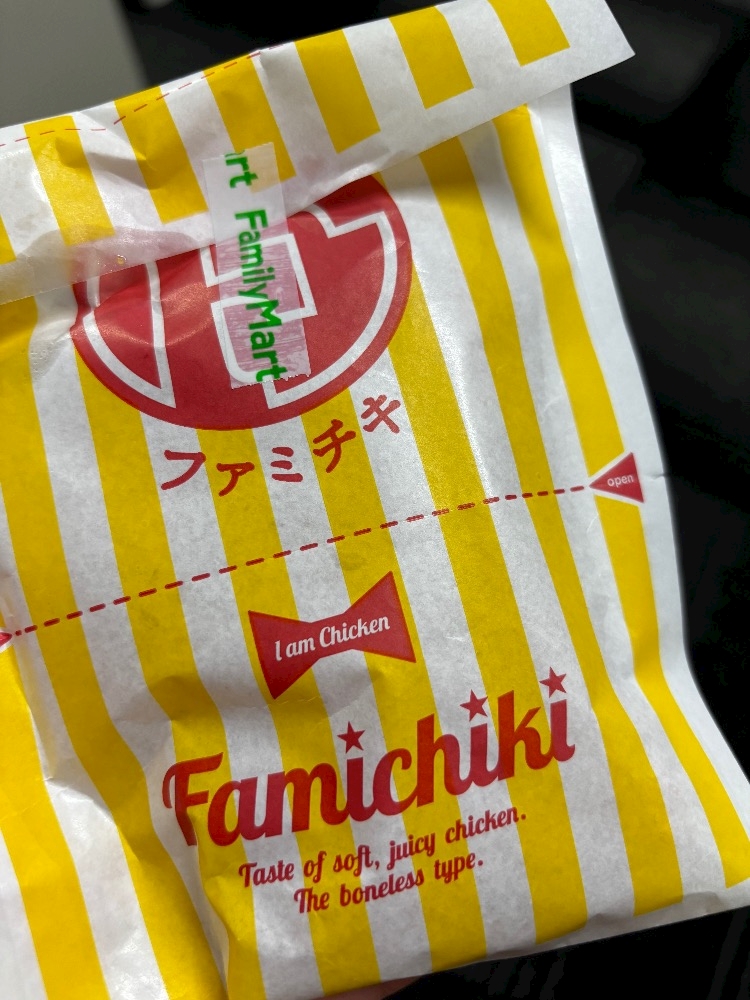 rt FamilyMart
ファミチキ
open
I am Chicken
Famichiki
Taste of soft, juicy chicken.
The boneless type.